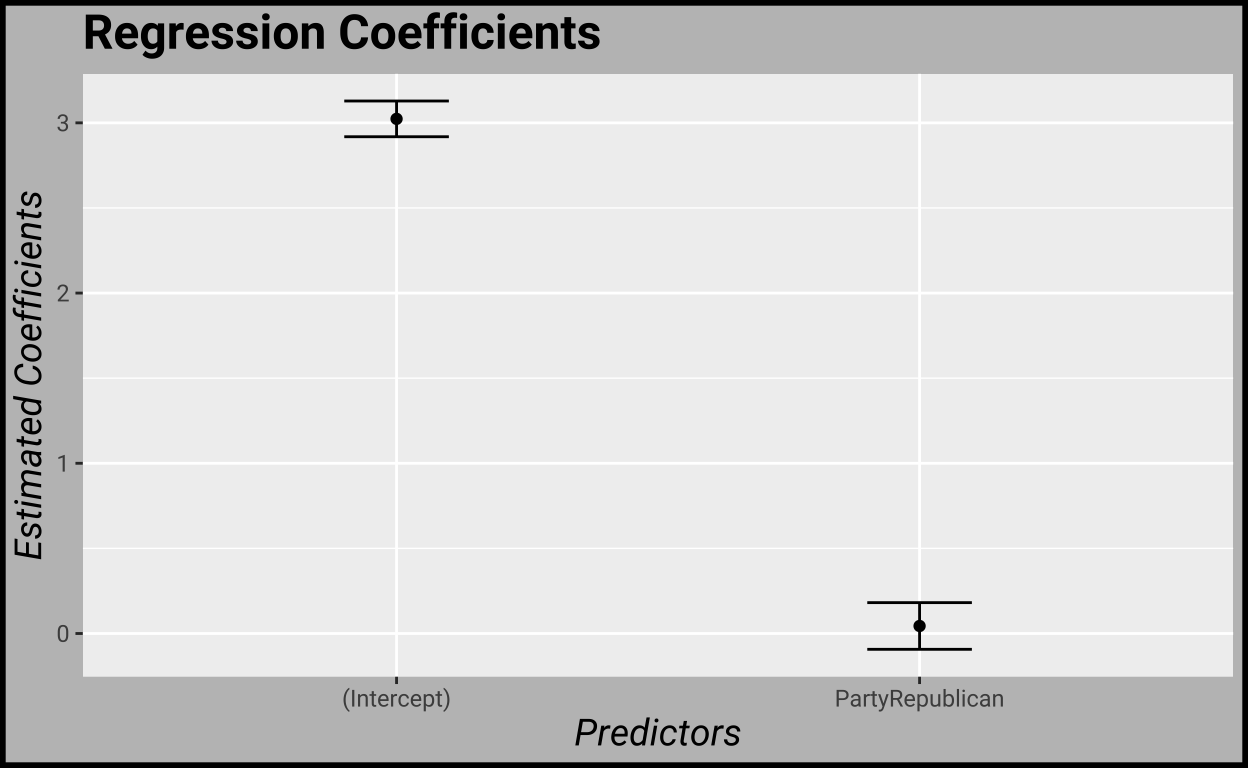 Regression Coefficients
Estimated Coefficients
3
2
1
0
(Intercept)
PartyRepublican
Predictors